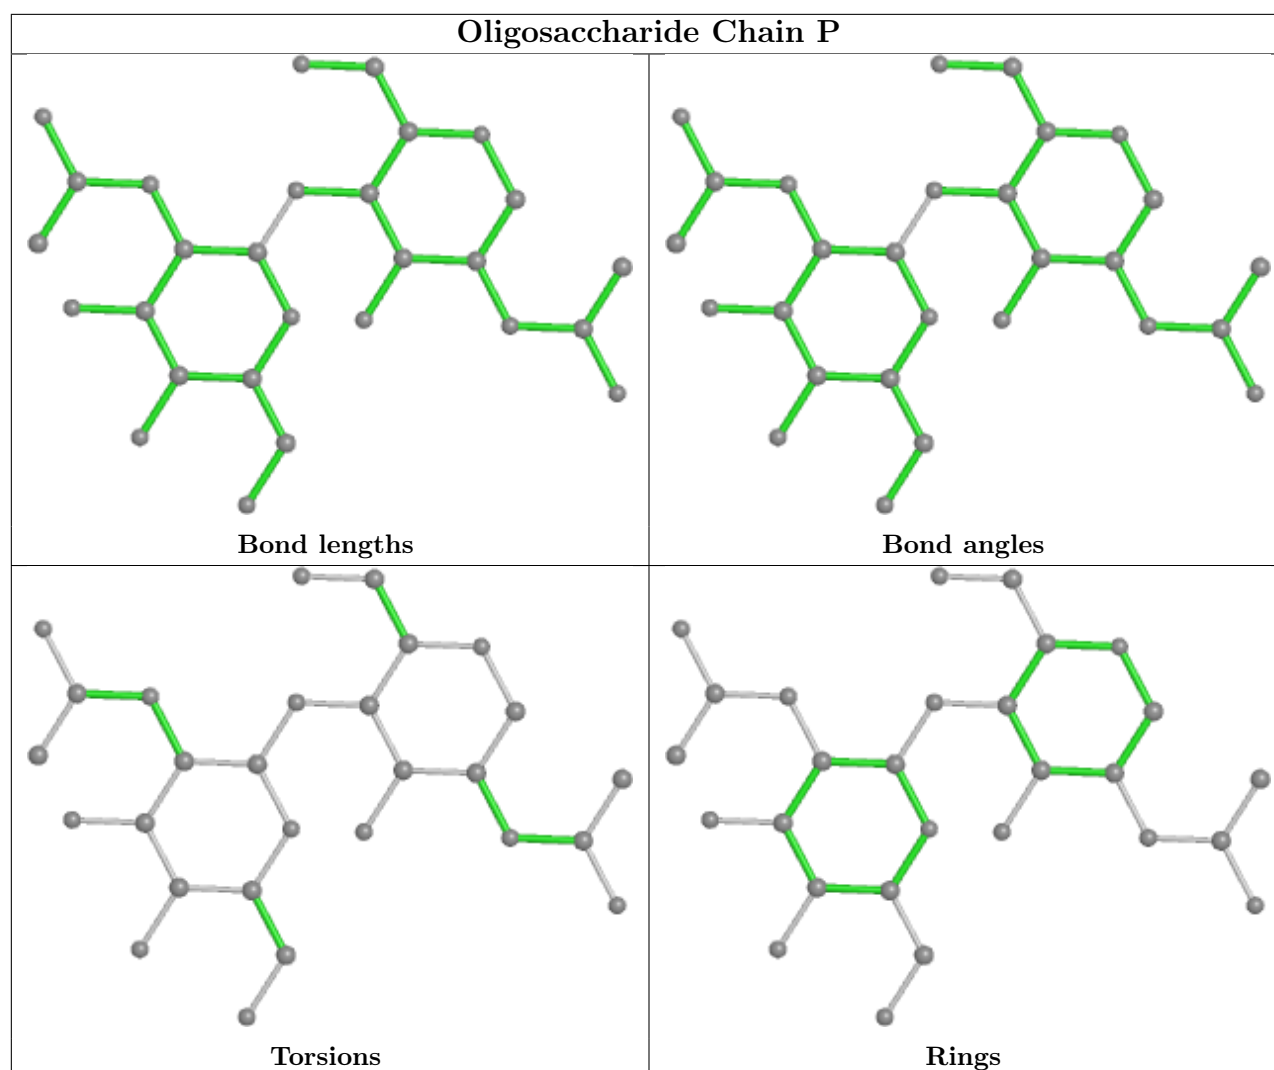 Oligosaccharide Chain P
Bond lengths
Bond angles
Torsions
Rings